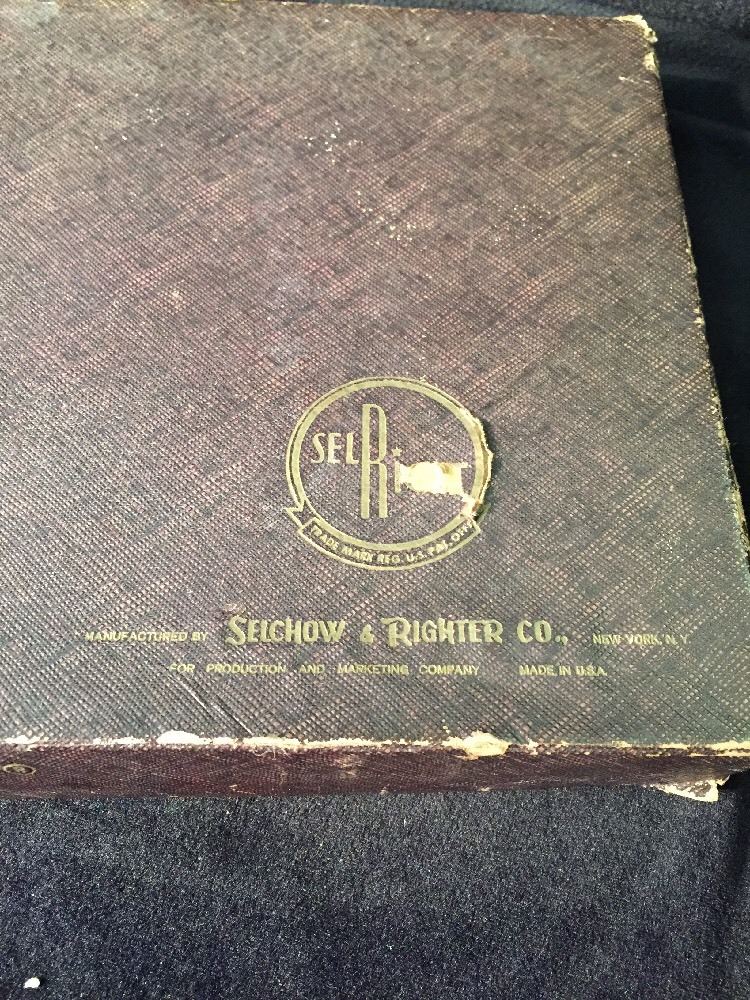 SELRi
TRADE MARK REG. U.S. PAT. OFF.
MANUFACTURED BY SELCHOW & RIGHTER CO., NEW YORK, N.Y.
FOR PRODUCTION AND MARKETING COMPANY MADE IN U.S.A.